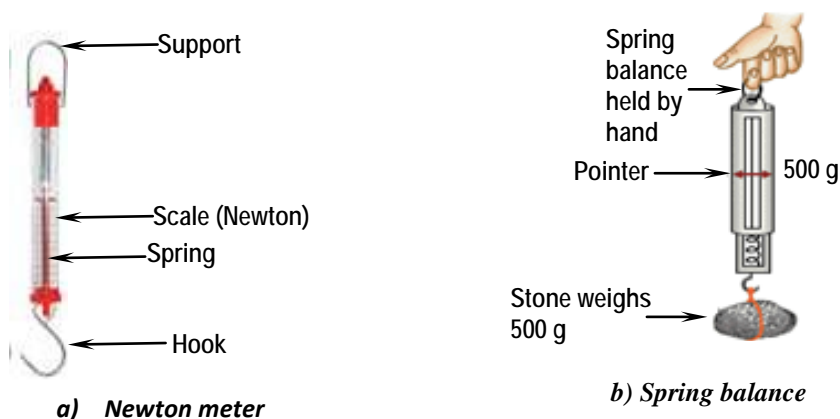 Support
Scale (Newton)
Spring
Hook
a) Newton meter
Spring
balance
held by
hand
Pointer
500 g
Stone weighs
500 g
b) Spring balance